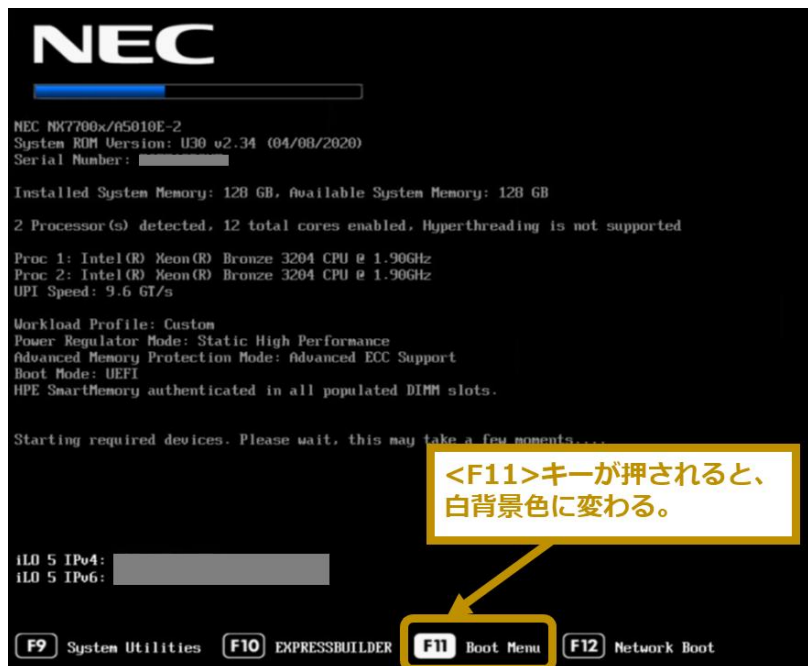 NEC
NEC NX7700x/A5010E-2
System ROM Version: U30 v2.34 (04/08/2020)
Serial Number:
Installed System Memory: 128 GB, Available System Memory: 128 GB
2 Processor(s) detected, 12 total cores enabled, Hyperthreading is not supported
Proc 1: Intel(R) Xeon(R) Bronze 3204 CPU @ 1.90GHz
Proc 2: Intel(R) Xeon(R) Bronze 3204 CPU @ 1.90GHz
UPI Speed: 9.6 GT/s
Workload Profile: Custom
Power Regulator Mode: Static High Performance
Advanced Memory Protection Mode: Advanced ECC Support
Boot Mode: UEFI
HPE SmartMemory authenticated in all populated DIMM slots.
Starting required devices. Please wait, this may take a few moments....
<F11>キーが押されると、
白背景色に変わる。
iLO 5 IPv4:
iLO 5 IPv6:
F9 System Utilities F10 EXPRESSBUILDER F11 Boot Menu F12 Network Boot